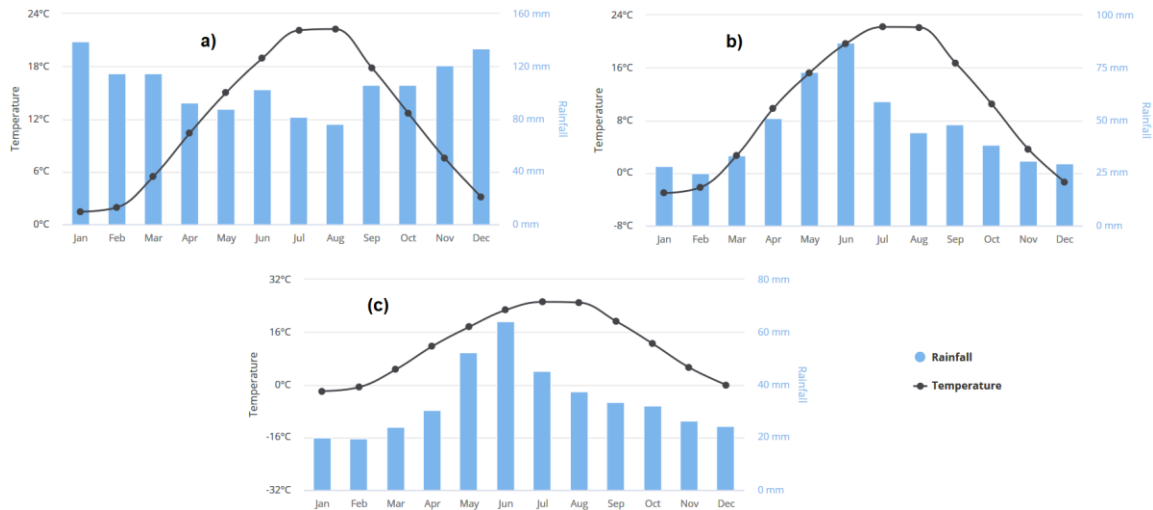 a)
24°C
18°C
12°C
6°C
0°C
Temperature
160 mm
120 mm
80 mm
40 mm
0 mm
Rainfall
Jan Feb Mar Apr May Jun Jul Aug Sep Oct Nov Dec
b)
24°C
16°C
8°C
0°C
-8°C
Temperature
100 mm
75 mm
50 mm
25 mm
0 mm
Rainfall
Jan Feb Mar Apr May Jun Jul Aug Sep Oct Nov Dec
(c)
32°C
16°C
0°C
-16°C
-32°C
Temperature
80 mm
60 mm
40 mm
20 mm
0 mm
Rainfall
Jan Feb Mar Apr May Jun Jul Aug Sep Oct Nov Dec
Rainfall
Temperature